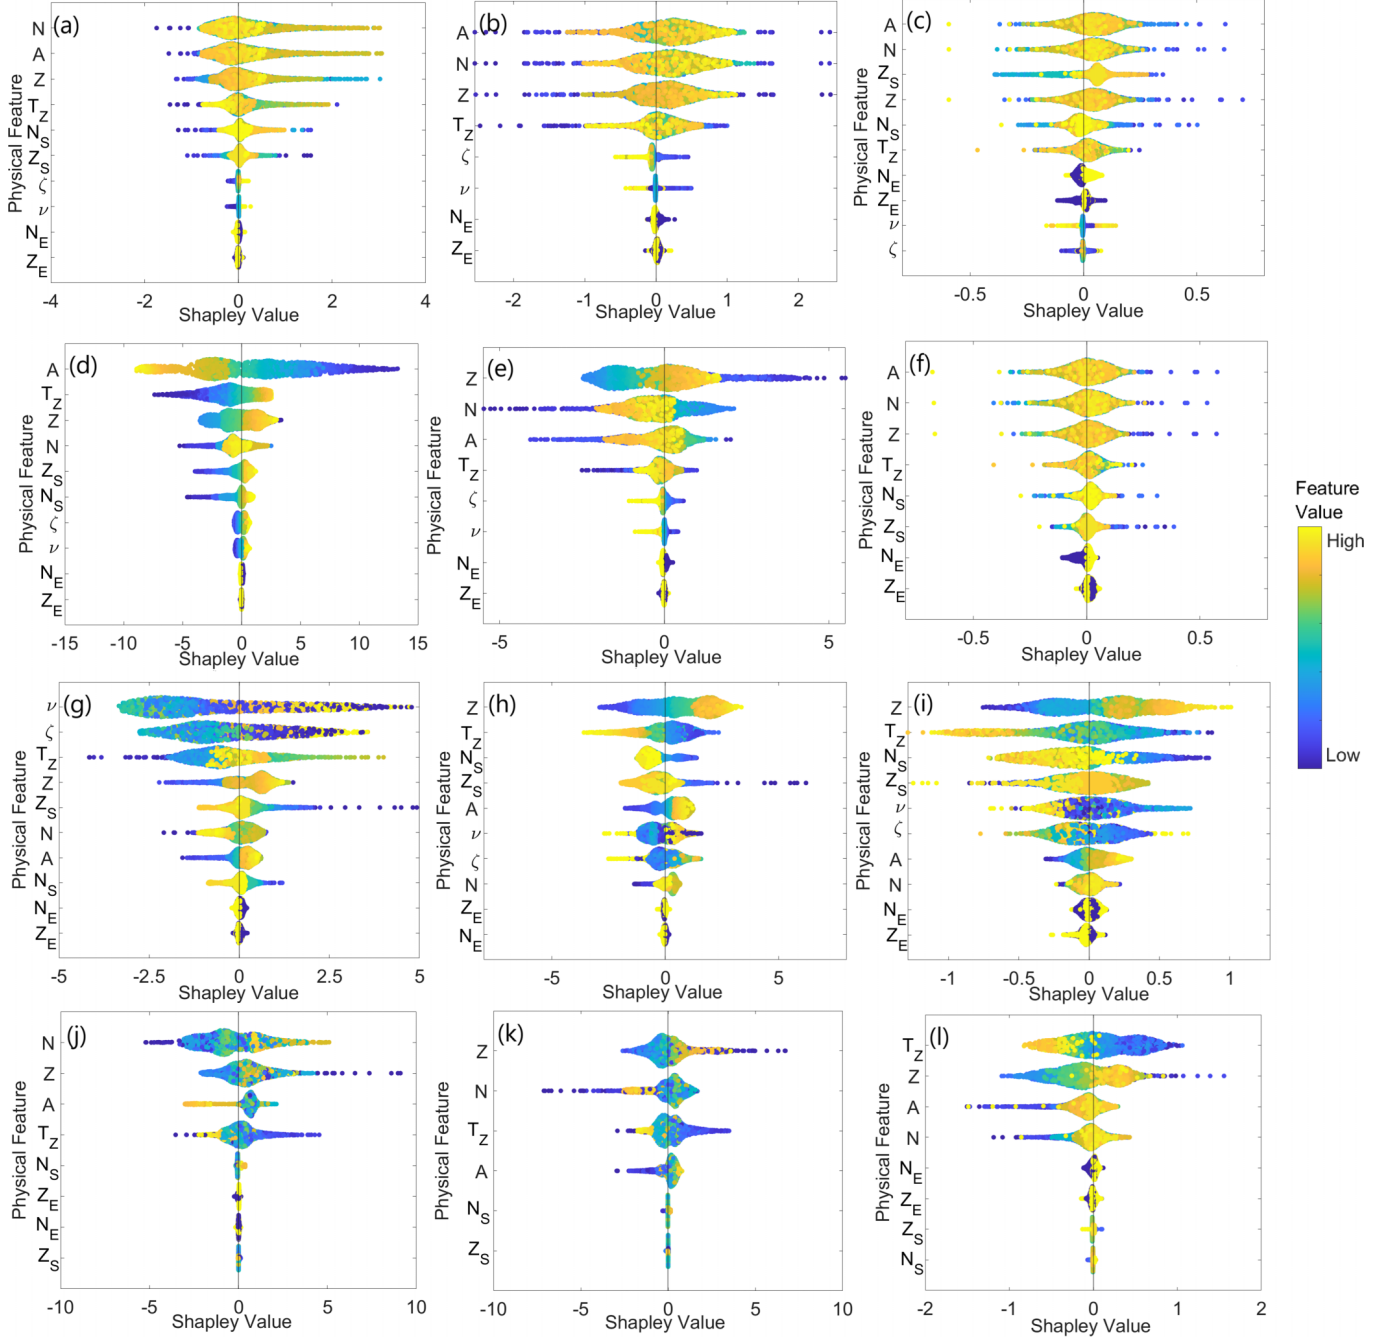 (a)
Physical Feature
N
A
Z
T_Z
N_S
Z_S
ζ
ν
N_E
Z_E
-4 -2 0 2 4
Shapley Value
(b)
Physical Feature
A
N
Z
T_Z
ζ
ν
N_E
Z_E
-2 -1 0 1 2
Shapley Value
(c)
Physical Feature
A
N
Z_S
Z
N_S
T_Z
N_E
Z_E
ν
ζ
-0.5 0 0.5
Shapley Value
(d)
Physical Feature
A
T_Z
Z
N
Z_S
N_S
ζ
ν
N_E
Z_E
-15 -10 -5 0 5 10 15
Shapley Value
(e)
Physical Feature
Z
N
A
T_Z
ζ
ν
N_E
Z_E
-5 0 5
Shapley Value
(f)
Physical Feature
A
N
Z
T_Z
N_S
Z_S
N_E
Z_E
-0.5 0 0.5
Shapley Value
Feature
Value
High
Low
(g)
Physical Feature
ν
ζ
T_Z
Z
Z_S
N
A
N_S
N_E
Z_E
-5 -2.5 0 2.5 5
Shapley Value
(h)
Physical Feature
Z
T_Z
N_S
Z_S
A
ν
ζ
N
Z_E
N_E
-5 0 5
Shapley Value
(i)
Physical Feature
Z
T_Z
N_S
Z_S
ν
ζ
A
N
N_E
Z_E
-1 -0.5 0 0.5 1
Shapley Value
(j)
Physical Feature
N
Z
A
T_Z
N_S
Z_E
N_E
Z_S
-10 -5 0 5 10
Shapley Value
(k)
Physical Feature
Z
N
T_Z
A
N_S
Z_S
-10 -5 0 5 10
Shapley Value
(l)
Physical Feature
T_Z
Z
A
N
N_E
Z_E
Z_S
N_S
-2 -1 0 1 2
Shapley Value